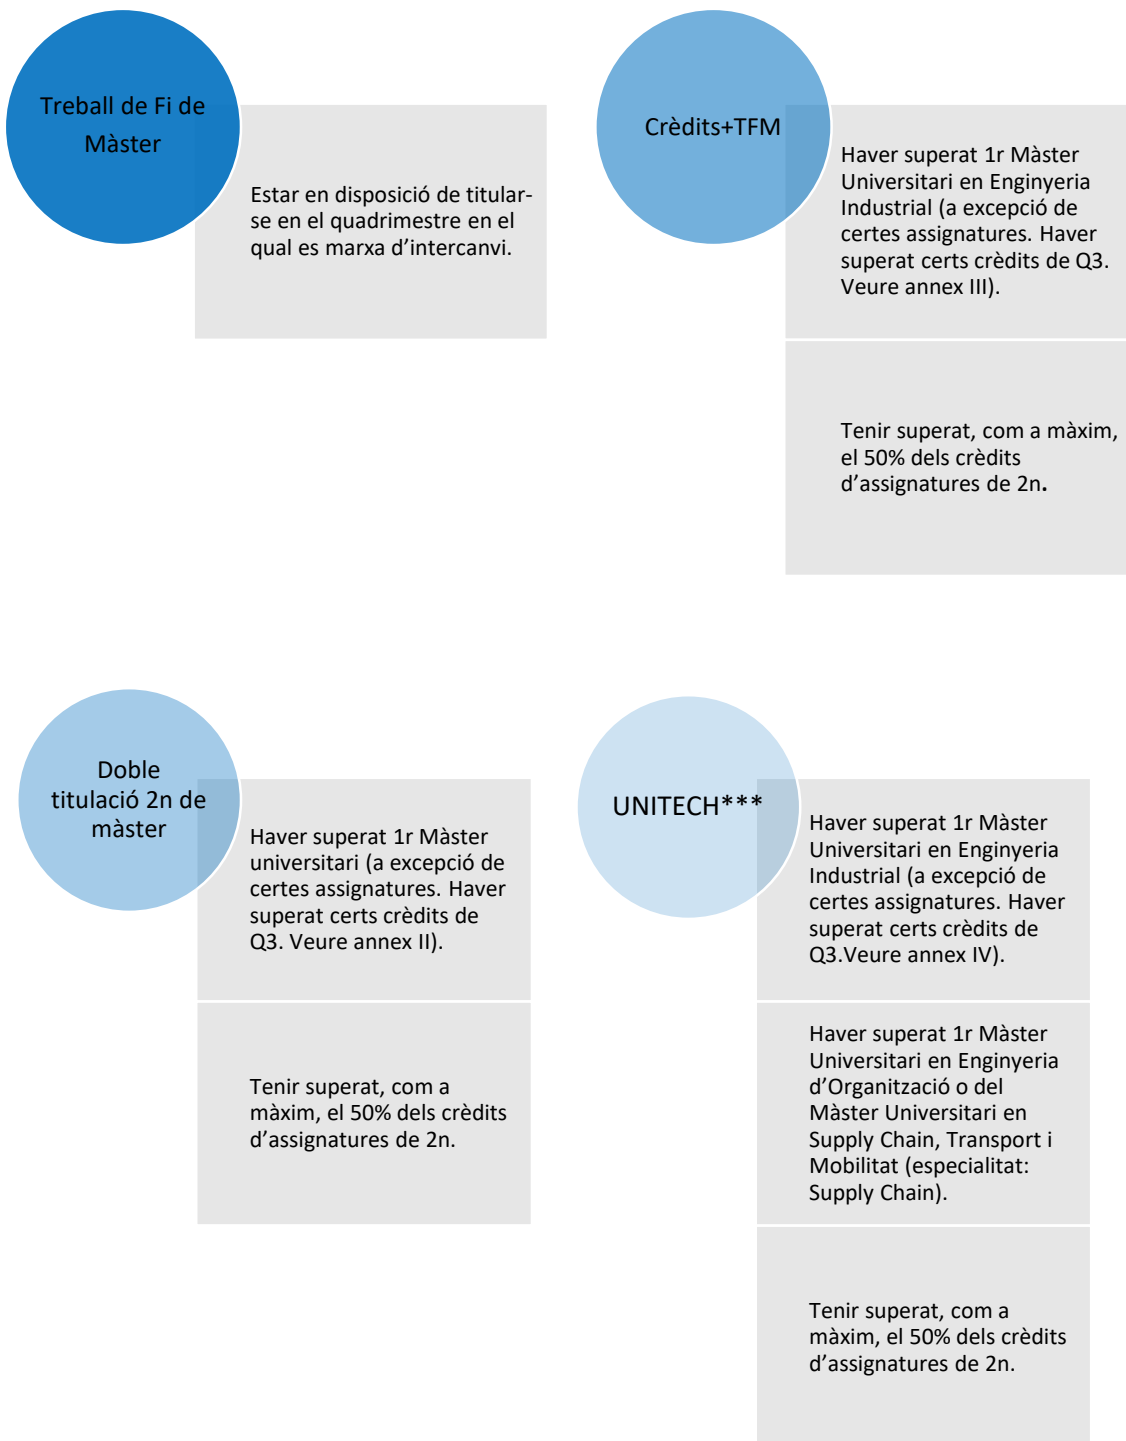 Treball de Fi de
Màster
Estar en disposició de titular-
se en el quadrimestre en el
qual es marxa d’intercanvi.
Crèdits+TFM
Haver superat 1r Màster
Universitari en Enginyeria
Industrial (a excepció de
certes assignatures. Haver
superat certs crèdits de Q3.
Veure annex III).
Tenir superat, com a màxim,
el 50% dels crèdits
d’assignatures de 2n.
Doble
titulació 2n de
màster
Haver superat 1r Màster
universitari (a excepció de
certes assignatures. Haver
superat certs crèdits de
Q3. Veure annex II).
Tenir superat, com a
màxim, el 50% dels crèdits
d’assignatures de 2n.
UNITECH***
Haver superat 1r Màster
Universitari en Enginyeria
Industrial (a excepció de
certes assignatures. Haver
superat certs crèdits de
Q3.Veure annex IV).
Haver superat 1r Màster
Universitari en Enginyeria
d’Organització o del
Màster Universitari en
Supply Chain, Transport i
Mobilitat (especialitat:
Supply Chain).
Tenir superat, com a
màxim, el 50% dels crèdits
d’assignatures de 2n.